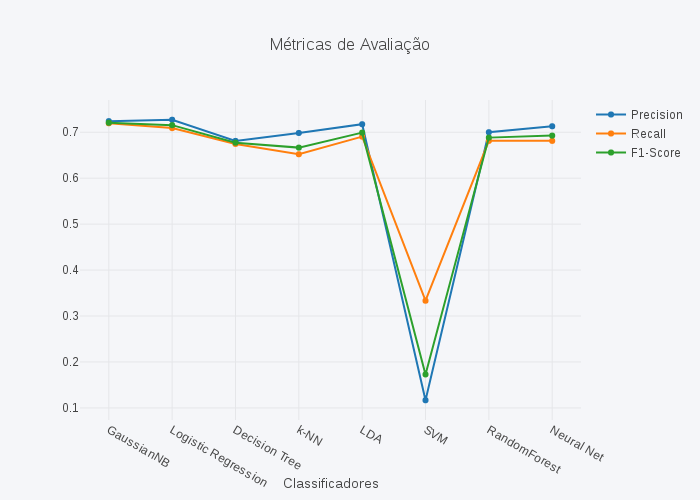 Métricas de Avaliação
Precision
Recall
F1-Score
0.7
0.6
0.5
0.4
0.3
0.2
0.1
GaussianNB
Logistic Regression
Decision Tree
k-NN
LDA
SVM
RandomForest
Neural Net
Classificadores